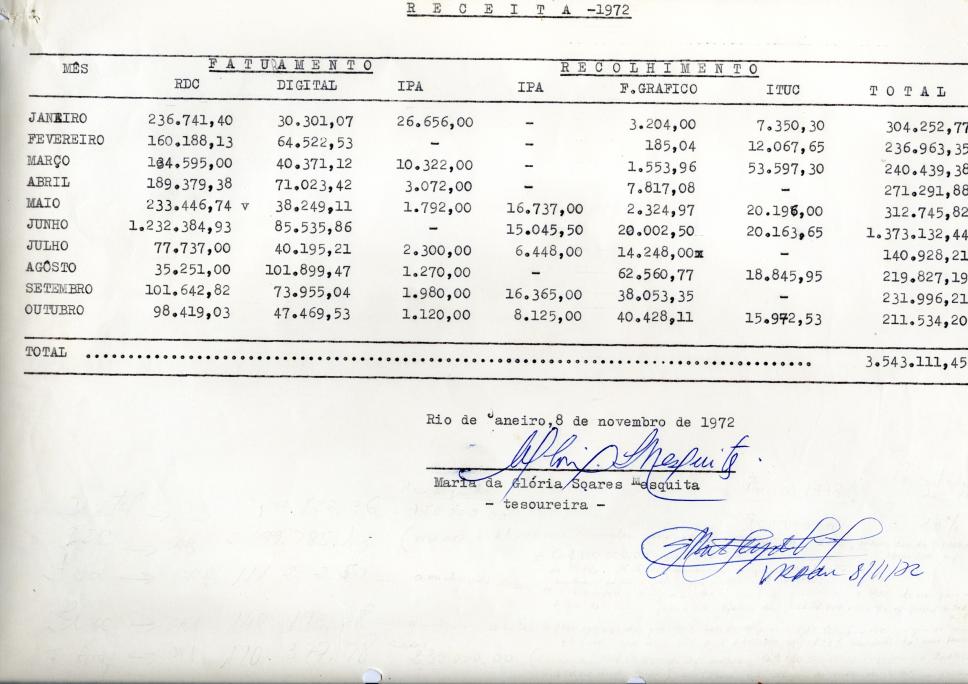 R E C E I T A -1972
MÊS F A T U A M E N T O R E C O L H I M E N T O
RDC DIGITAL IPA IPA F.GRAFICO ITUC T O T A L
JANEIRO 236.741,40 30.301,07 26.656,00 - 3.204,00 7.350,30 304.252,77
FEVEREIRO 160.188,13 64.522,53 - - 185,04 12.067,65 236.963,35
MARÇO 134.595,00 40.371,12 10.322,00 - 1.553,96 53.597,30 240.439,38
ABRIL 189.379,38 71.023,42 3.072,00 - 7.817,08 - 271.291,88
MAIO 233.446,74 v 38.249,11 1.792,00 16.737,00 2.324,97 20.196,00 312.745,82
JUNHO 1.232.384,93 85.535,86 - 15.045,50 20.002,50 20.163,65 1.373.132,44
JULHO 77.737,00 40.195,21 2.300,00 6.448,00 14.248,00x 140.928,21
AGÔSTO 35.251,00 101.899,47 1.270,00 - 62.560,77 18.845,95 219.827,19
SETEMBRO 101.642,82 73.955,04 1.980,00 16.365,00 38.053,35 - 231.996,21
OUTUBRO 98.419,03 47.469,53 1.120,00 8.125,00 40.428,11 15.972,53 211.534,20
TOTAL ........................................................................ 3.543.111,45
Rio de Janeiro,8 de novembro de 1972
Maria da Glória Soares Mesquita
- tesoureira -
8/11/72